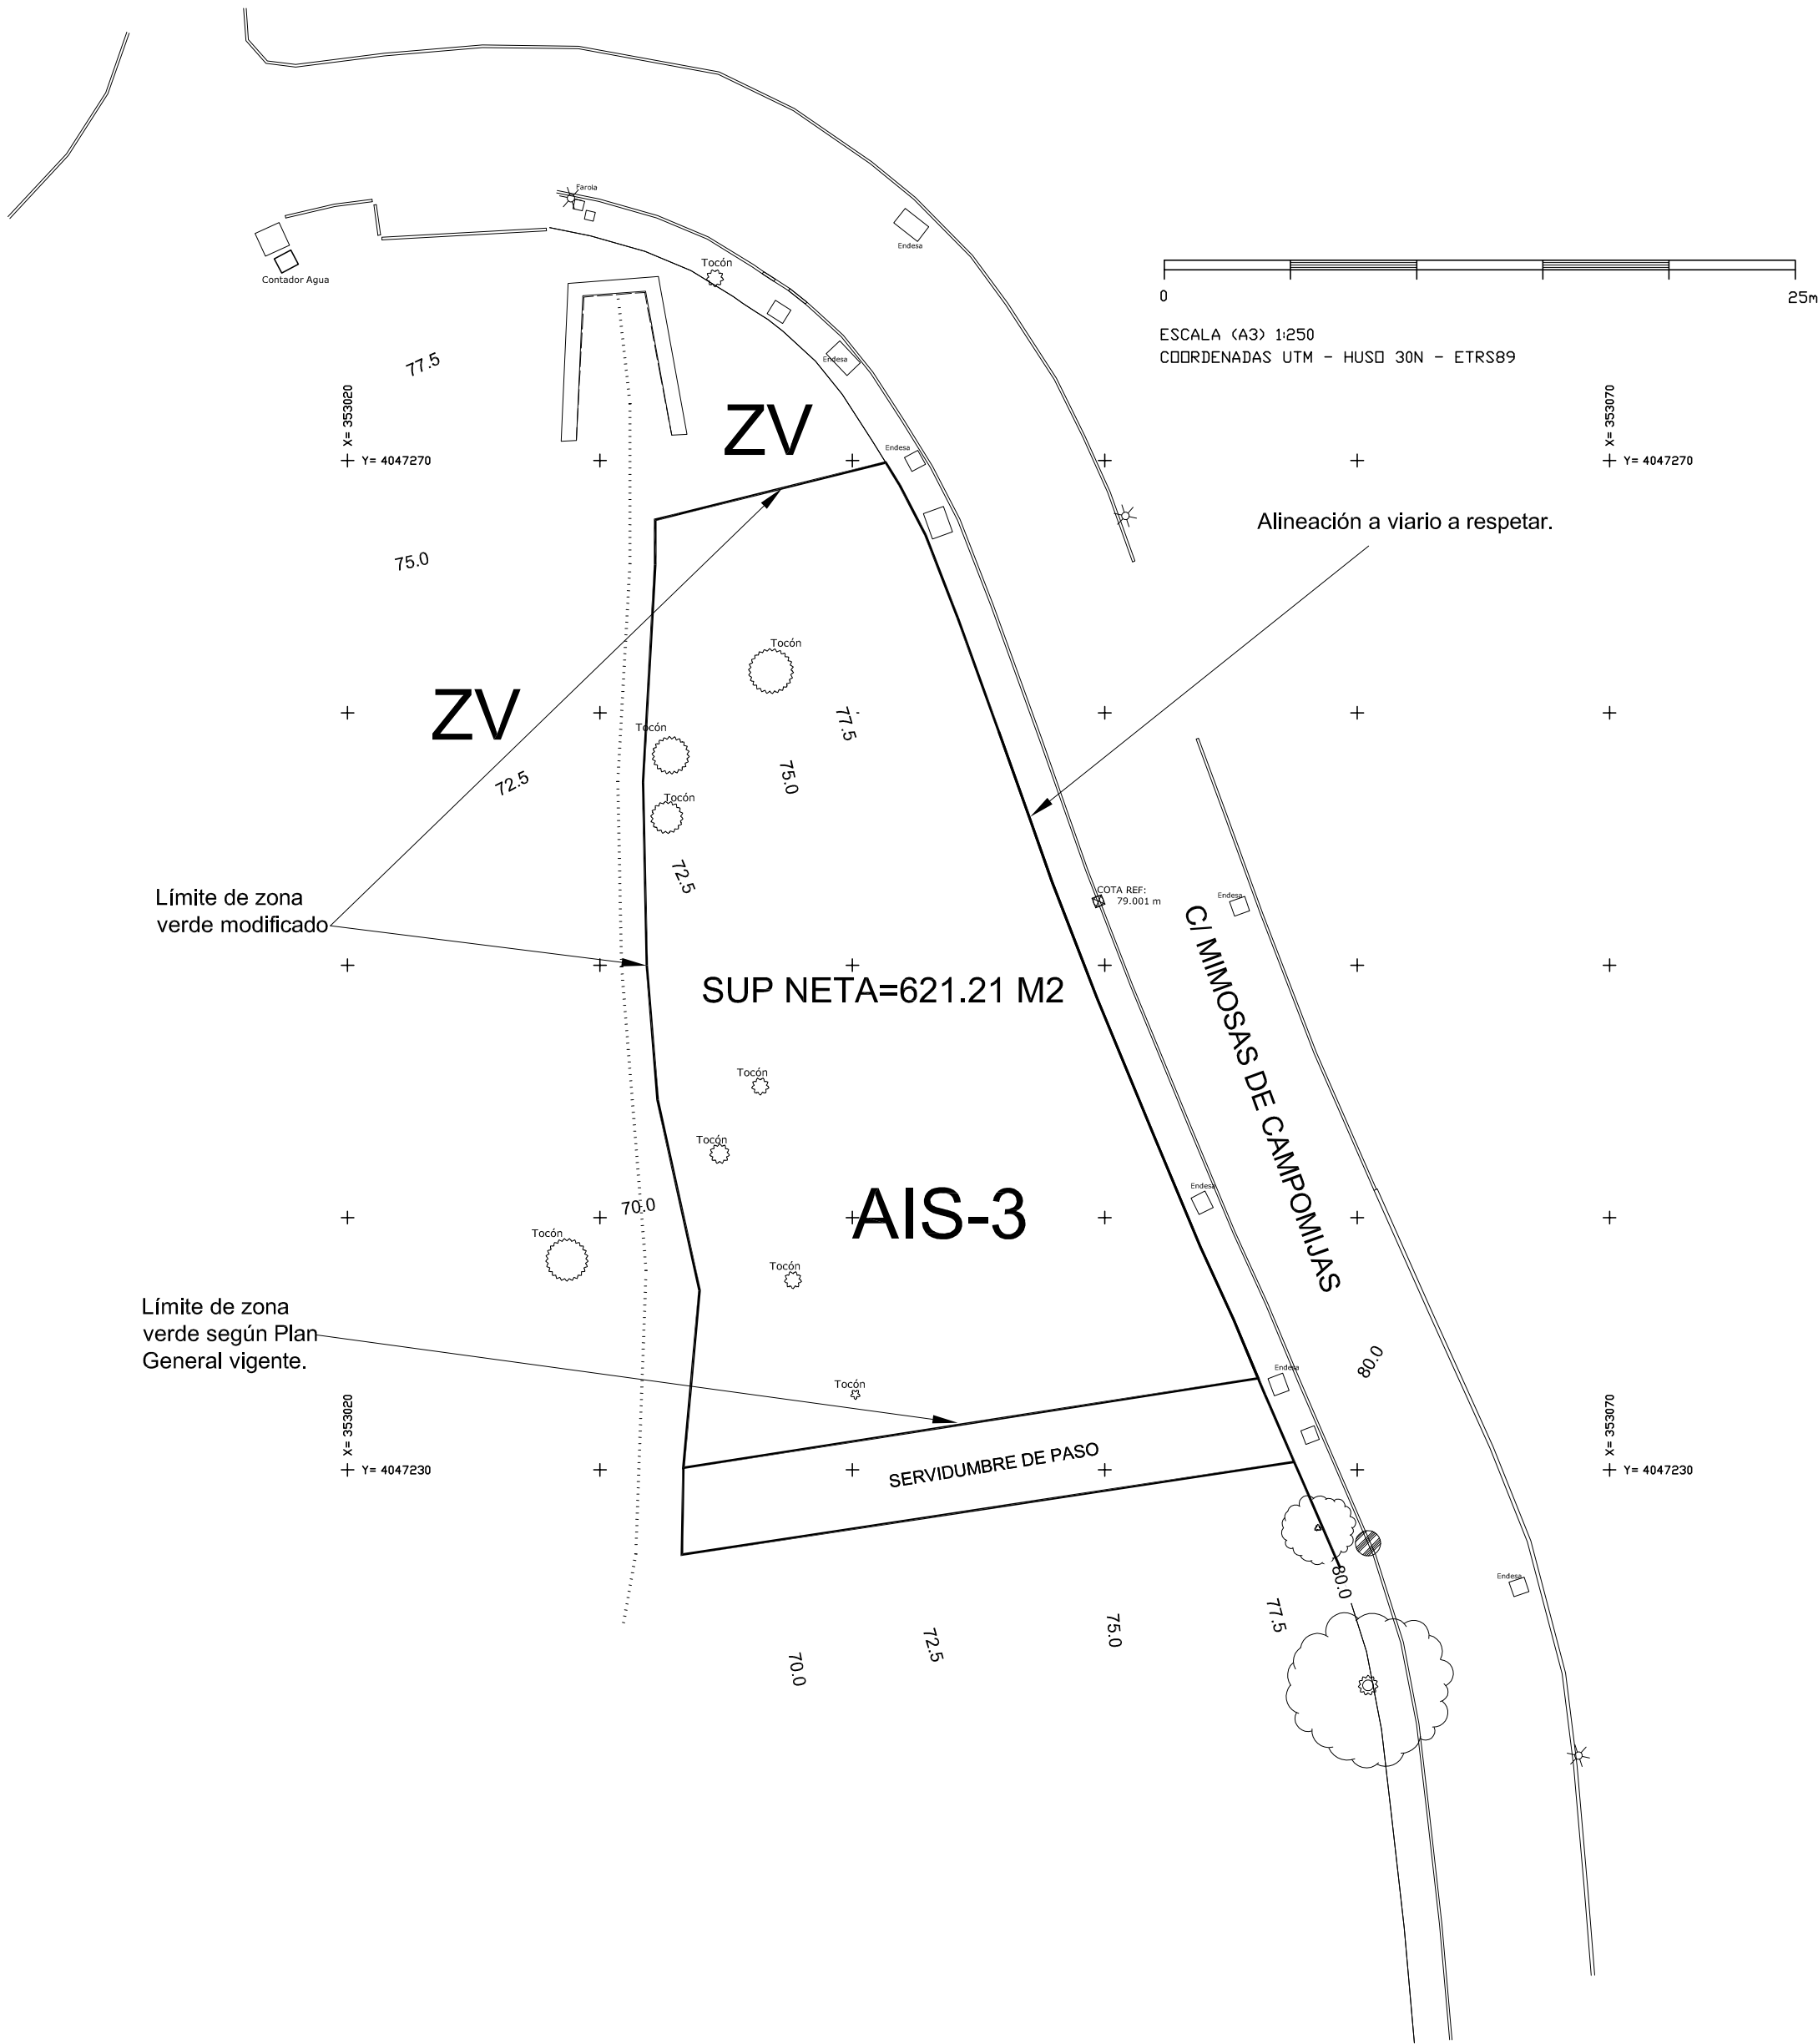 Farola
Endesa
Tocón
Contador Agua
0
25m
ESCALA (A3) 1:250
COORDENADAS UTM - HUSO 30N - ETRS89
Endesa
77.5
X= 353020
X= 353070
ZV
Endesa
Y= 4047270
Y= 4047270
Alineación a viario a respetar.
75.0
Tocón
ZV
77.5
Tocón
75.0
72.5
Tocón
72.5
Límite de zona
verde modificado
COTA REF:
79.001 m
Endesa
C/ MIMOSAS DE CAMPOMIJAS
SUP NETA=621.21 M2
Tocón
Tocón
Endesa
70.0
AIS-3
Tocón
Tocón
Límite de zona
verde según Plan
General vigente.
80.0
Endesa
Tocón
X= 353020
X= 353070
SERVIDUMBRE DE PASO
Y= 4047230
Y= 4047230
80.0
Endesa
77.5
75.0
72.5
70.0